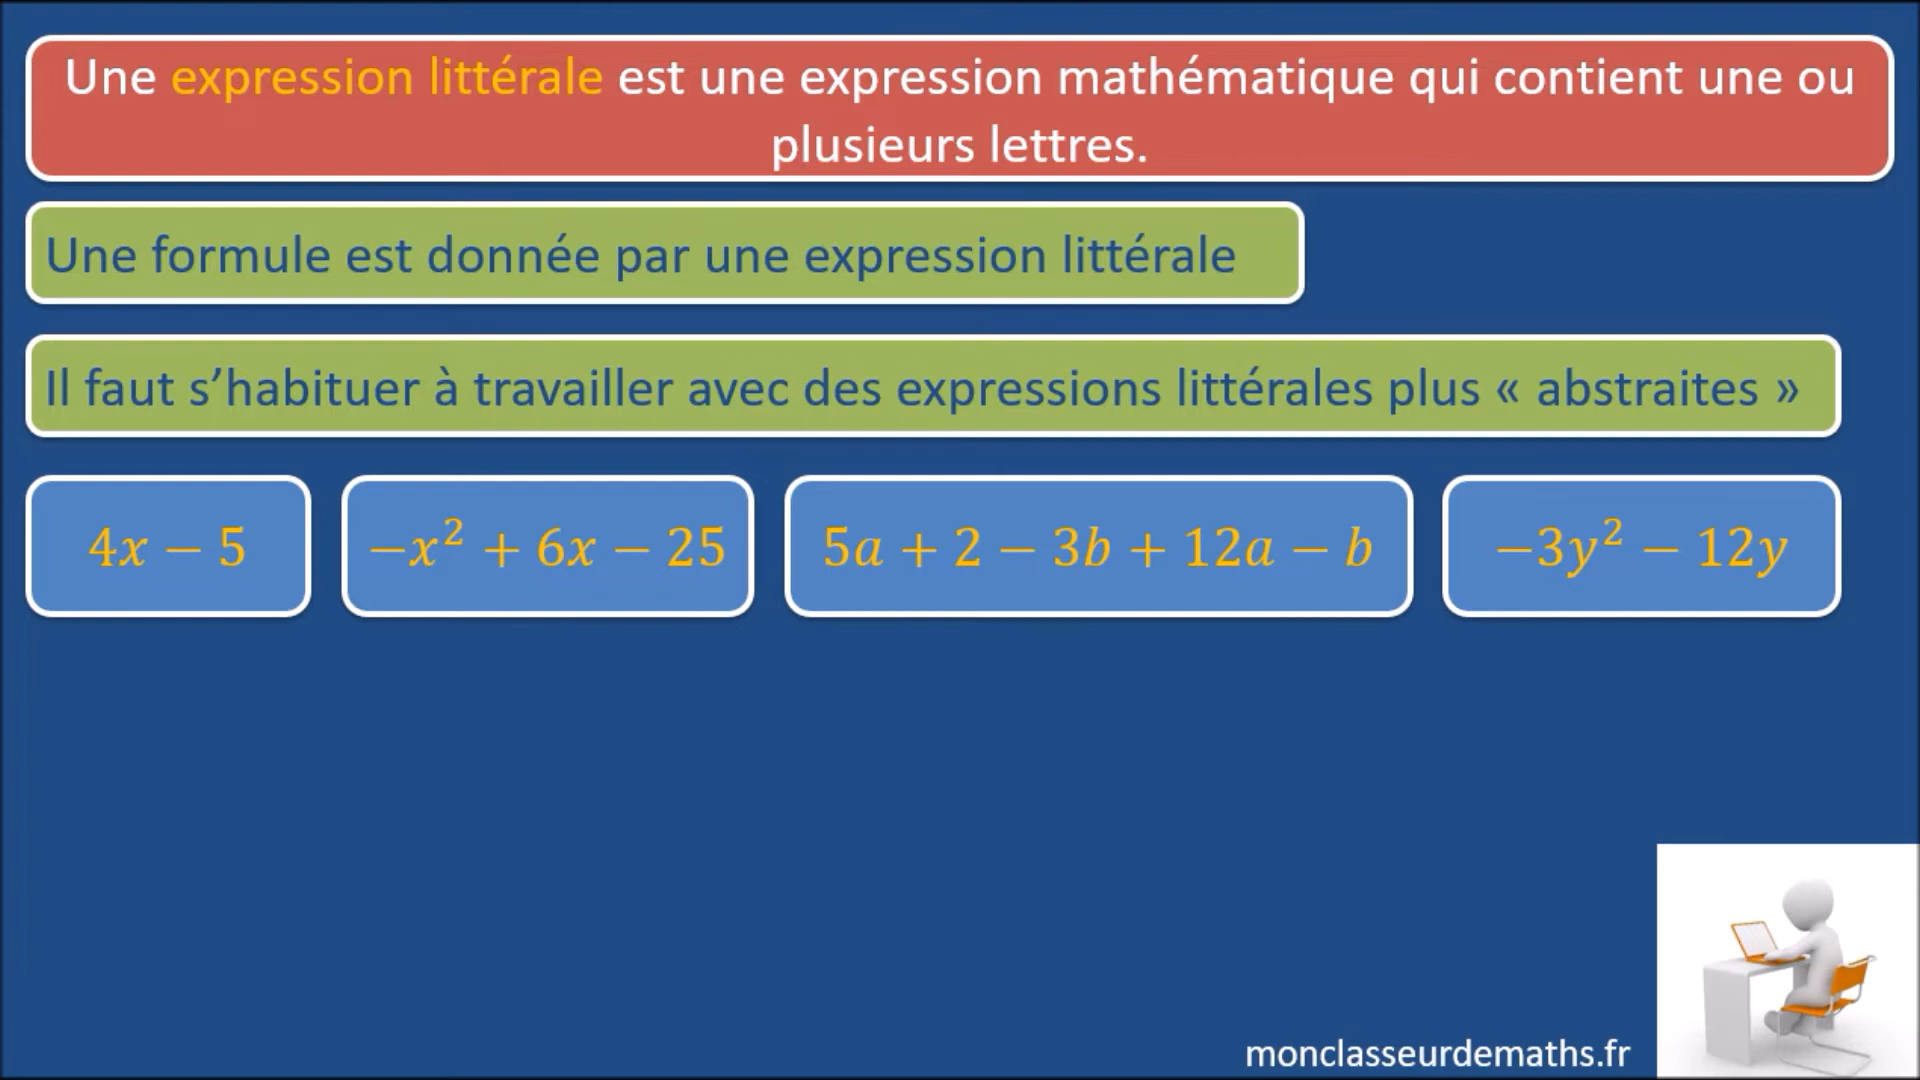 Une expression littérale est une expression mathématique qui contient une ou
plusieurs lettres.
Une formule est donnée par une expression littérale
Il faut s’habituer à travailler avec des expressions littérales plus « abstraites »
4x − 5
−x² + 6x − 25
5a + 2 − 3b + 12a − b
−3y² − 12y
monclasseurdemaths.fr